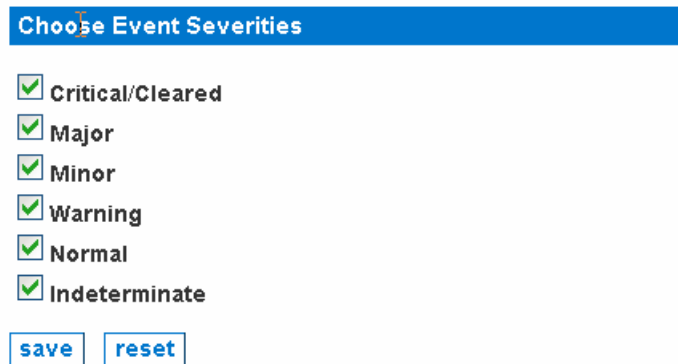 Choose Event Severities
Critical/Cleared
Major
Minor
Warning
Normal
Indeterminate
save reset